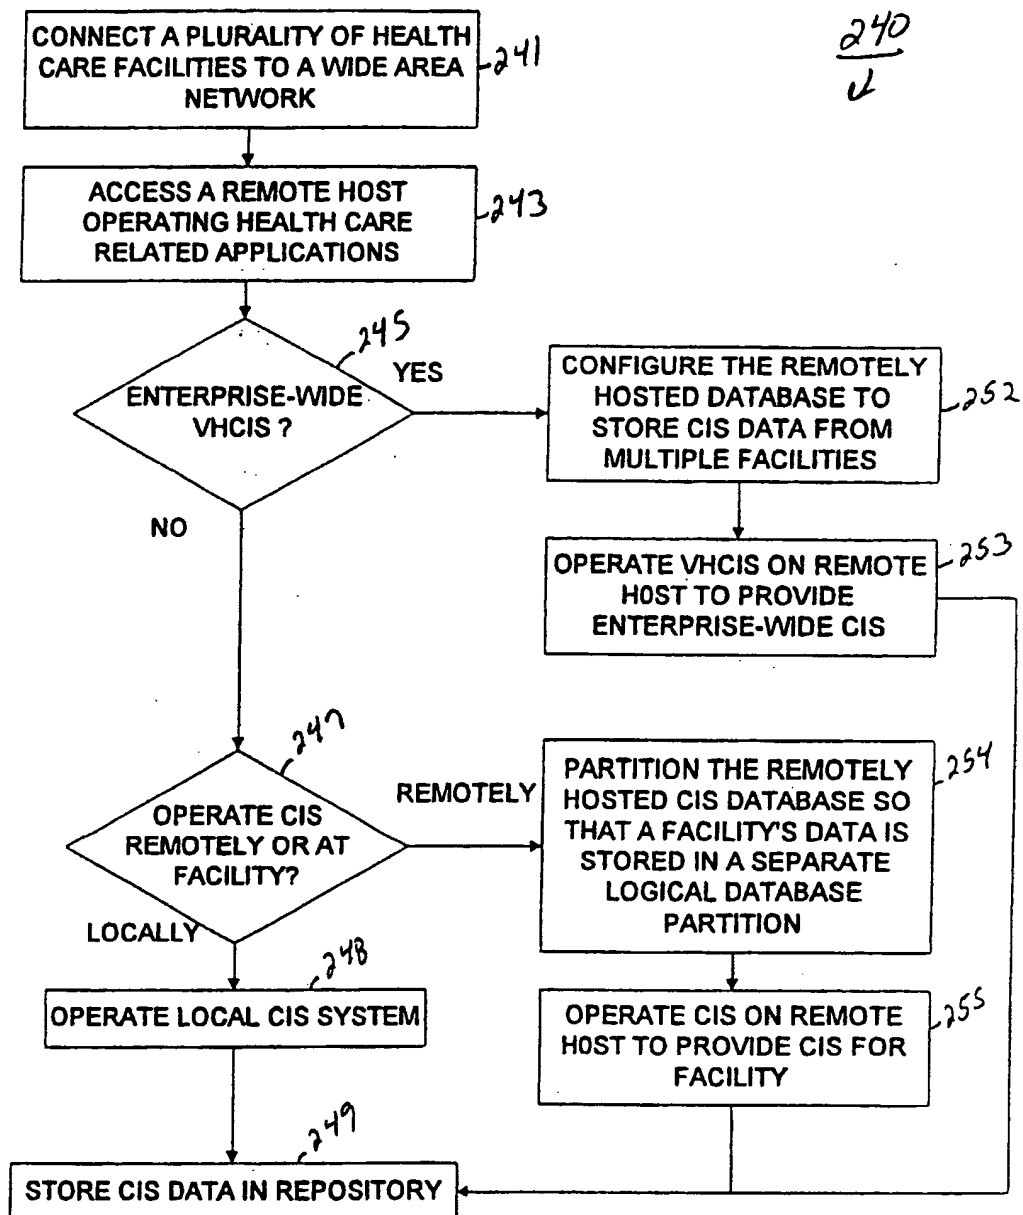 240
CONNECT A PLURALITY OF HEALTH
CARE FACILITIES TO A WIDE AREA
NETWORK
241
ACCESS A REMOTE HOST
OPERATING HEALTH CARE
RELATED APPLICATIONS
243
245
ENTERPRISE-WIDE
VHCIS ?
YES
NO
CONFIGURE THE REMOTELY
HOSTED DATABASE TO
STORE CIS DATA FROM
MULTIPLE FACILITIES
252
OPERATE VHCIS ON REMOTE
HOST TO PROVIDE
ENTERPRISE-WIDE CIS
253
247
OPERATE CIS
REMOTELY OR AT
FACILITY?
REMOTELY
LOCALLY
PARTITION THE REMOTELY
HOSTED CIS DATABASE SO
THAT A FACILITY'S DATA IS
STORED IN A SEPARATE
LOGICAL DATABASE
PARTITION
254
248
OPERATE LOCAL CIS SYSTEM
OPERATE CIS ON REMOTE
HOST TO PROVIDE CIS FOR
FACILITY
255
249
STORE CIS DATA IN REPOSITORY